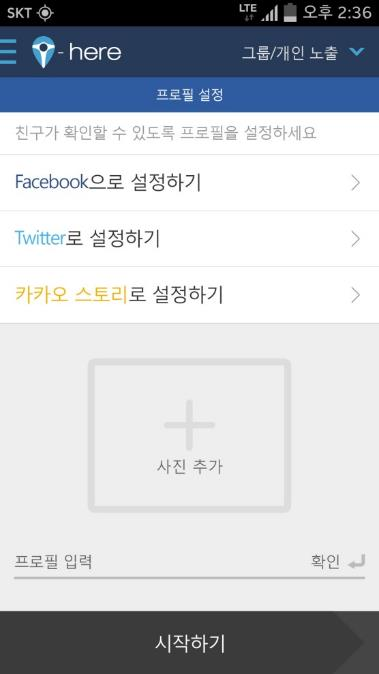 SKT LTE 오후 2:36
- here 그룹/개인 노출
프로필 설정
친구가 확인할 수 있도록 프로필을 설정하세요
Facebook으로 설정하기
Twitter로 설정하기
카카오 스토리로 설정하기
사진 추가
프로필 입력 확인
시작하기